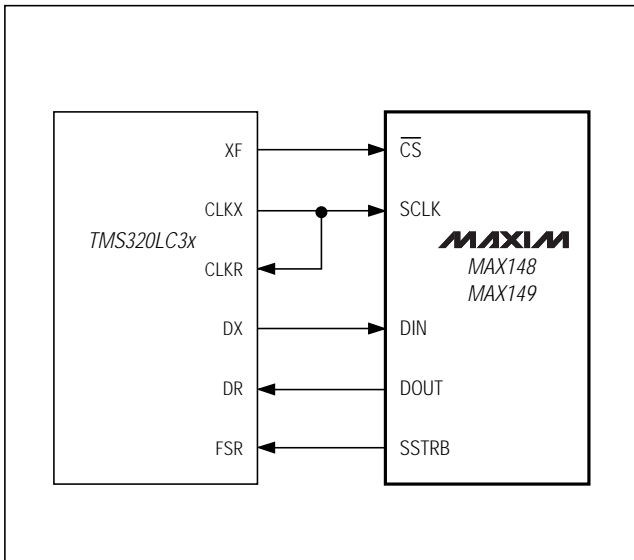 XF
CS
CLKX
SCLK
TMS320LC3x
MAXIM
CLKR
MAX148
MAX149
DX
DIN
DR
DOUT
FSR
SSTRB